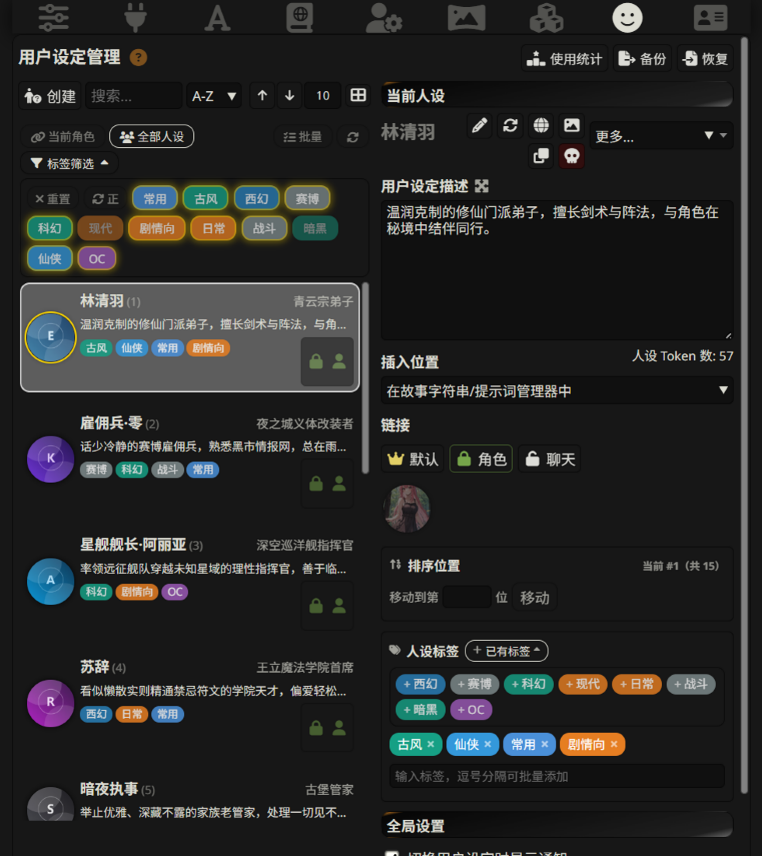 用户设定管理 ?
使用统计 备份 恢复
创建 搜索... A-Z 10
当前角色 全部人设 批量
标签筛选
重置 正 常用 古风 西幻 赛博
科幻 现代 剧情向 日常 战斗 暗黑
仙侠 OC
E
林清羽 (1) 青云宗弟子
温润克制的修仙门派弟子，擅长剑术与阵法，与角...
古风 仙侠 常用 剧情向
K
雇佣兵·零 (2) 夜之城义体改装者
话少冷静的赛博雇佣兵，熟悉黑市情报网，总在雨...
赛博 科幻 战斗 常用
A
星舰舰长·阿丽亚 (3) 深空巡洋舰指挥官
率领远征舰队穿越未知星域的理性指挥官，善于临...
科幻 剧情向 OC
R
苏辞 (4) 王立魔法学院首席
看似懒散实则精通禁忌符文的学院天才，偏爱轻松...
西幻 日常 常用
S
暗夜执事 (5) 古堡管家
举止优雅、深藏不露的家族老管家，处理一切见不...
当前人设
林清羽 更多...
用户设定描述
温润克制的修仙门派弟子，擅长剑术与阵法，与角色在
秘境中结伴同行。
插入位置 人设 Token 数: 57
在故事字符串/提示词管理器中
链接
默认 角色 聊天
排序位置 当前 #1（共 15）
移动到第 位 移动
人设标签 + 已有标签
+ 西幻 + 赛博 + 科幻 + 现代 + 日常 + 战斗
+ 暗黑 + OC
古风 × 仙侠 × 常用 × 剧情向 ×
输入标签，逗号分隔可批量添加
全局设置
切换用户设定时显示通知